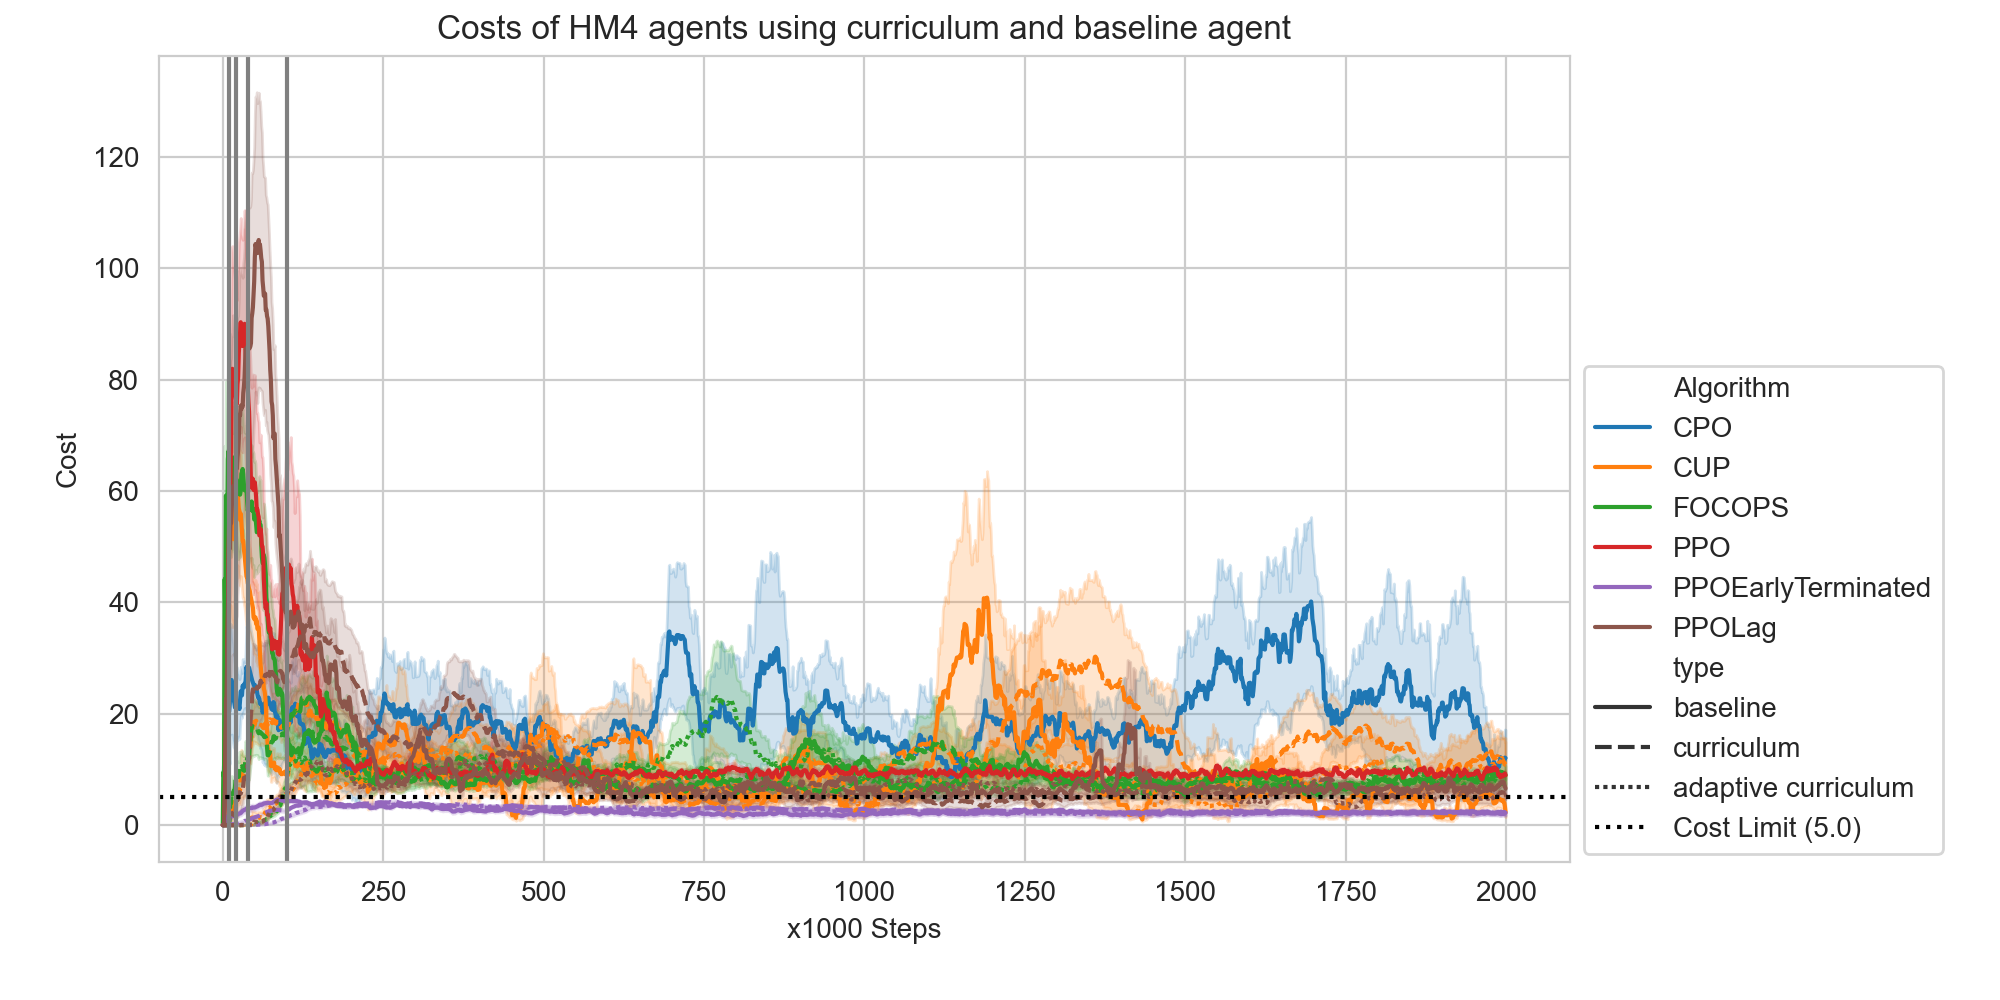 Costs of HM4 agents using curriculum and baseline agent
120
100
80
60
40
20
0
Cost
0 250 500 750 1000 1250 1500 1750 2000
x1000 Steps
Algorithm
CPO
CUP
FOCOPS
PPO
PPOEarlyTerminated
PPOLag
type
baseline
curriculum
adaptive curriculum
Cost Limit (5.0)